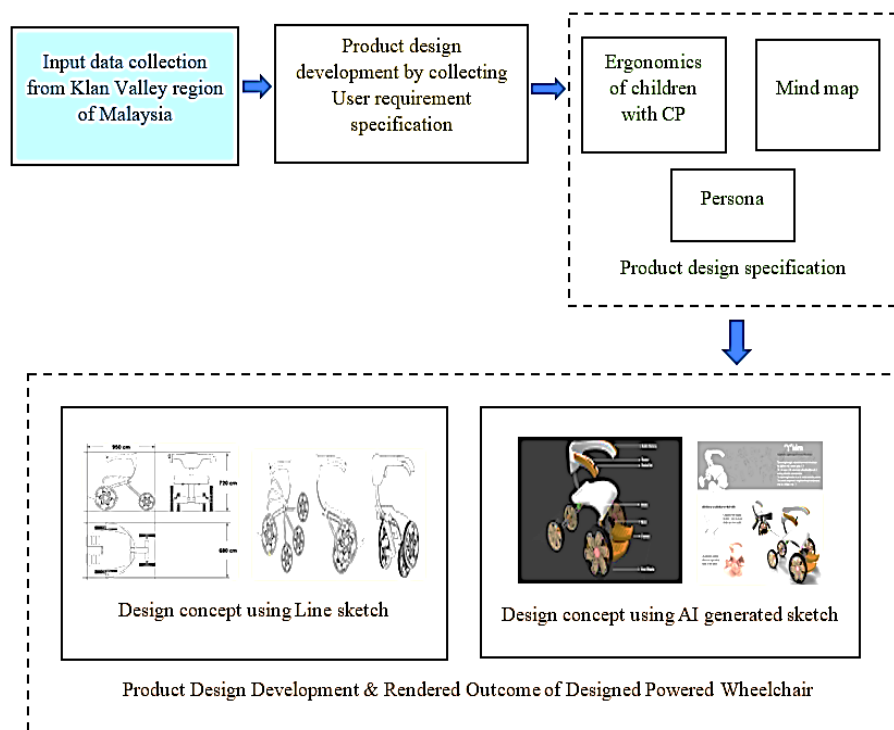 Input data collection
from Klan Valley region
of Malaysia
Product design
development by collecting
User requirement
specification
Ergonomics
of children
with CP
Mind map
Persona
Product design specification
950 cm
680 cm
Design concept using Line sketch
Design concept using AI generated sketch
Product Design Development & Rendered Outcome of Designed Powered Wheelchair